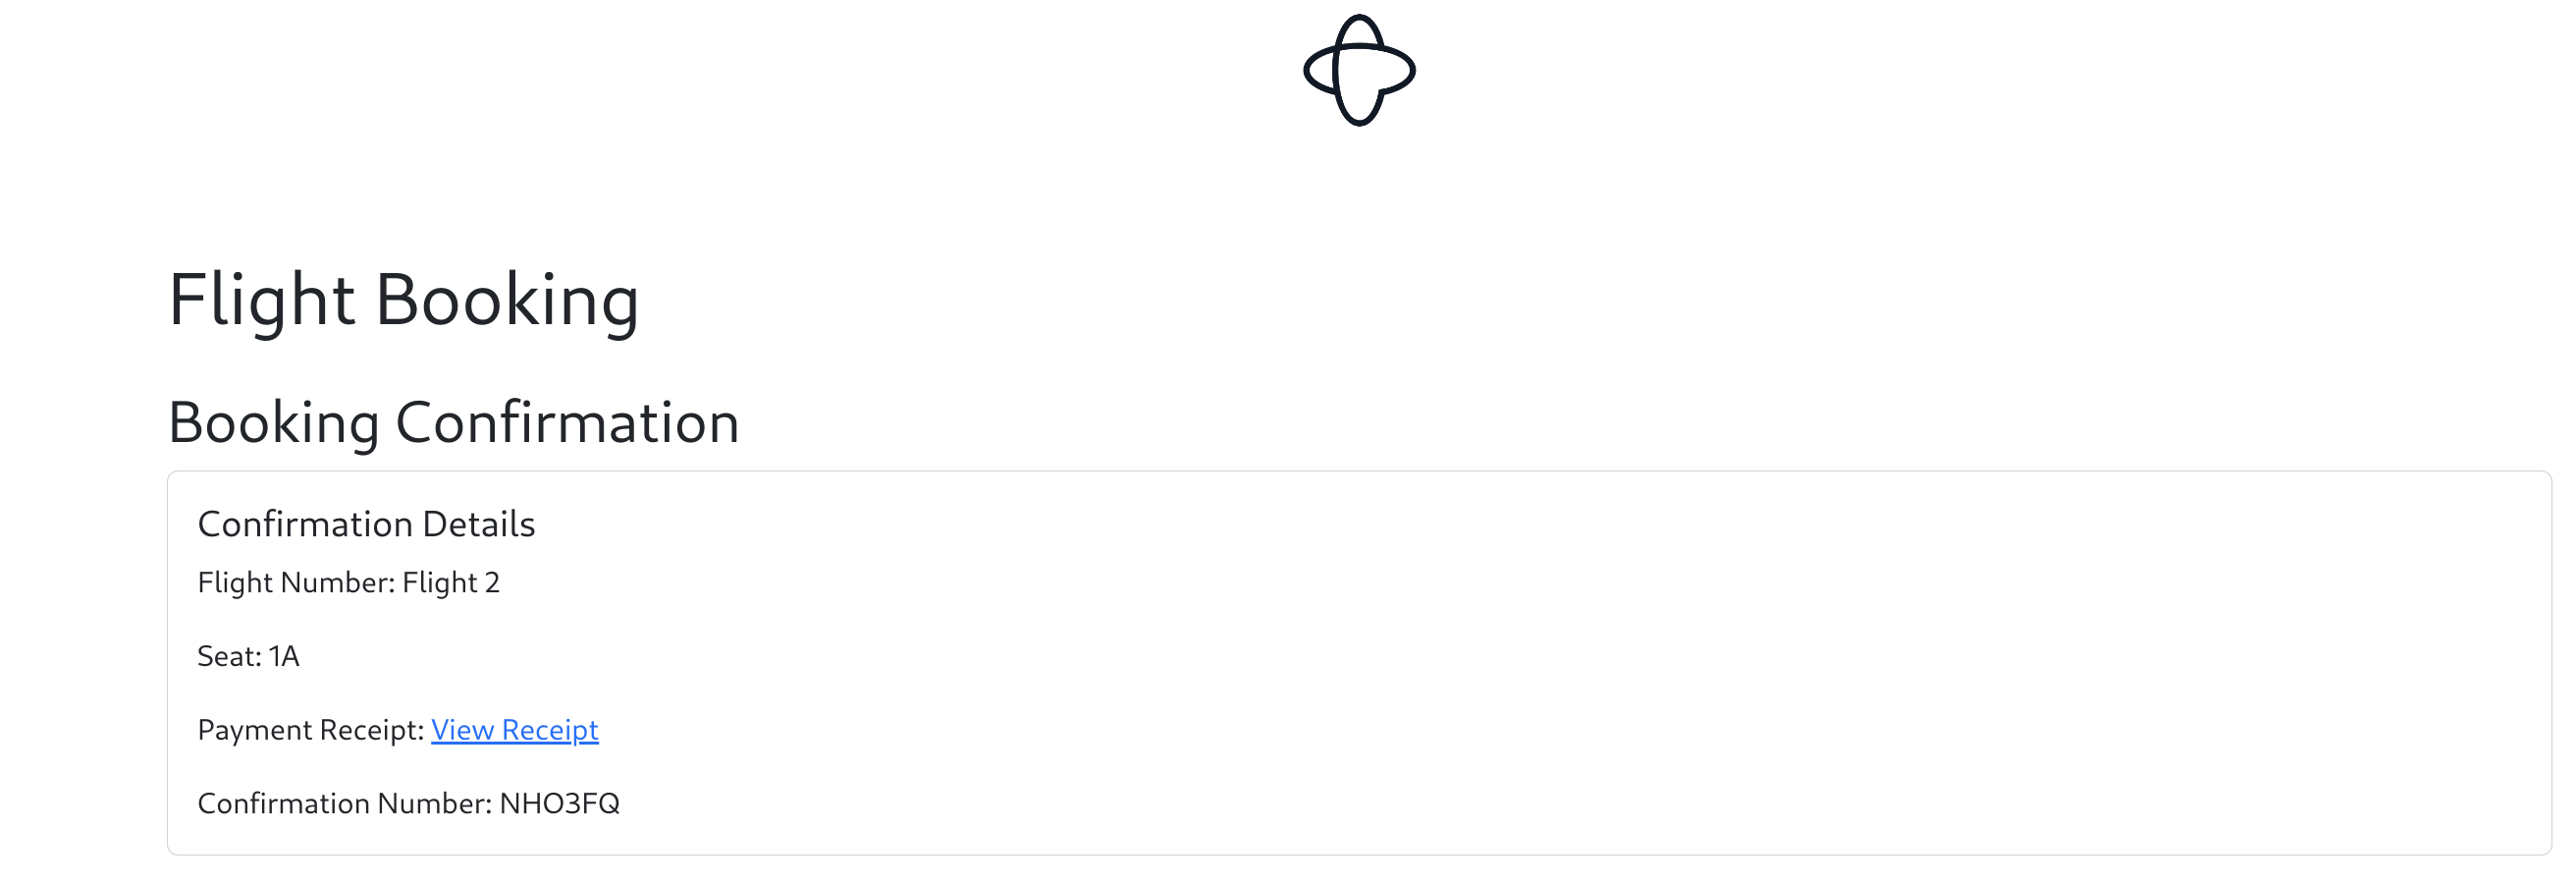 Flight Booking
Booking Confirmation
Confirmation Details
Flight Number: Flight 2
Seat: 1A
Payment Receipt: View Receipt
Confirmation Number: NHO3FQ